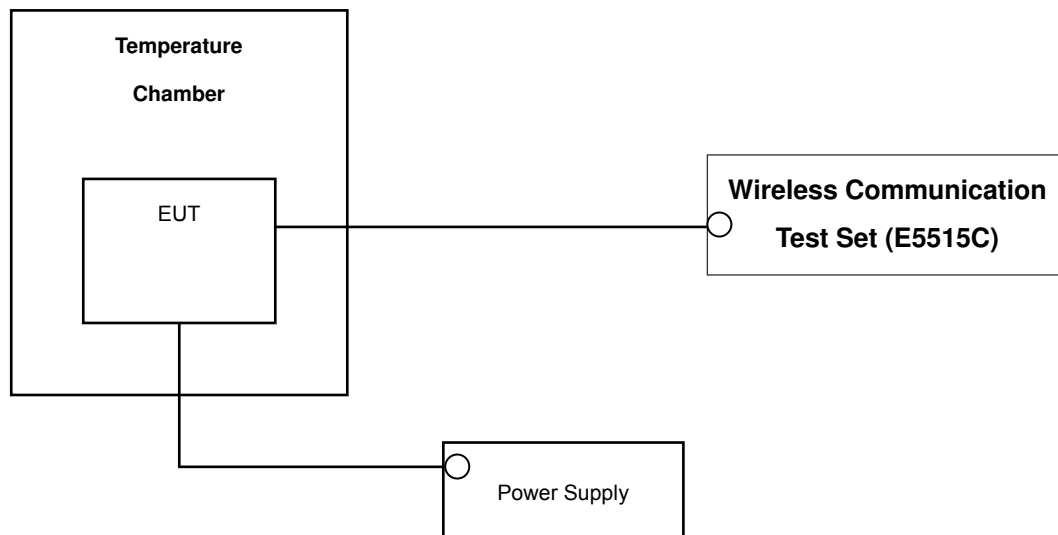 Temperature
Chamber
EUT
Wireless Communication
Test Set (E5515C)
Power Supply